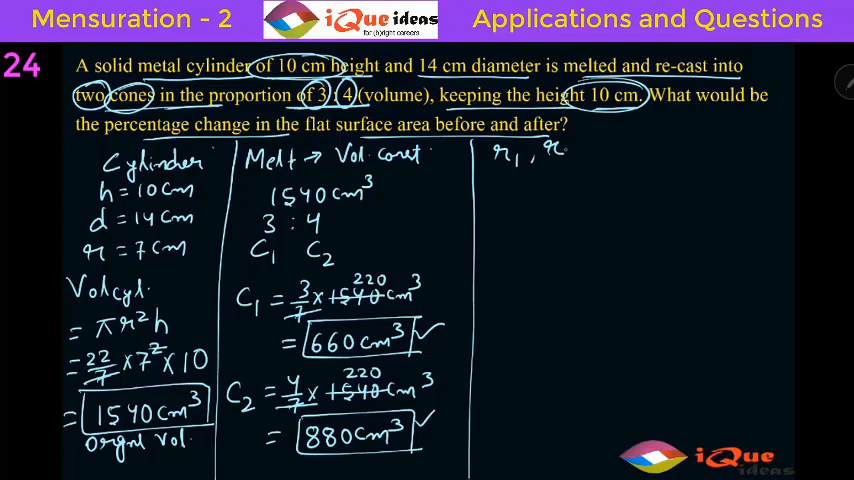 Mensuration - 2
iQue ideas
for (b)right careers
Applications and Questions
24
A solid metal cylinder of 10 cm height and 14 cm diameter is melted and re-cast into
two cones in the proportion of 3 : 4 (volume), keeping the height 10 cm. What would be
the percentage change in the flat surface area before and after?
Cylinder
h = 10 cm
d = 14 cm
r = 7 cm
Vol cyl.
= πr²h
= 22/7 × 7² × 10
= 1540 cm³
Orgnl Vol.
Melt → Vol. const.
1540 cm³
3 : 4
C₁ C₂
220
C₁ = 3/7 × 1540 cm³
= 660 cm³ ✓
220
C₂ = 4/7 × 1540 cm³
= 880 cm³ ✓
r₁, r
iQue
ideas